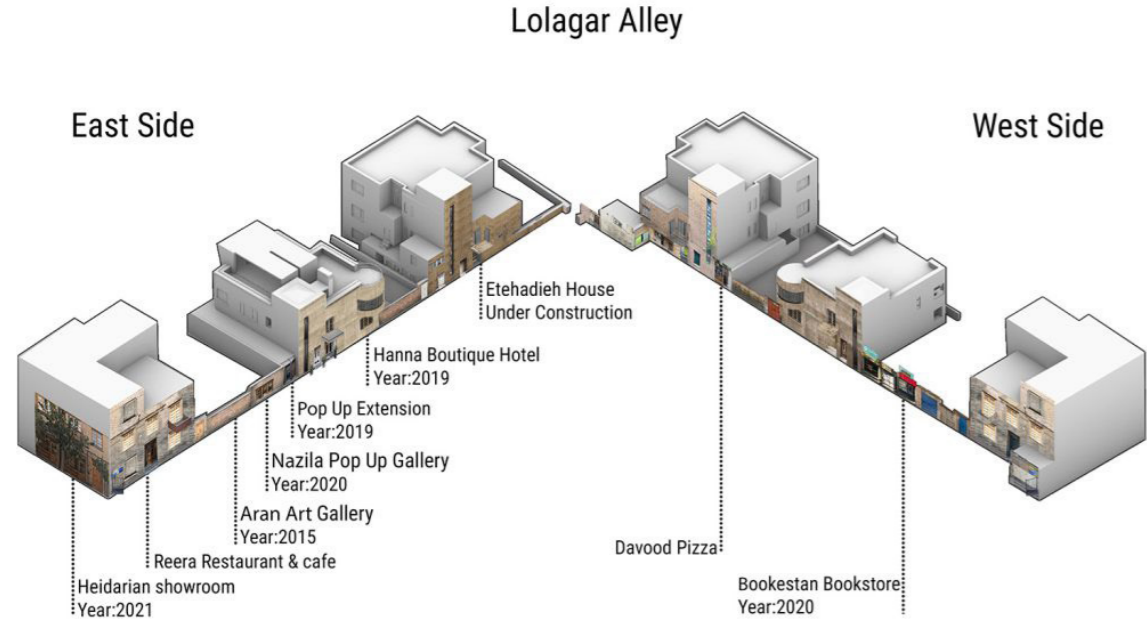 Lolagar Alley
East Side
West Side
Etehadieh House
Under Construction
Hanna Boutique Hotel
Year:2019
Pop Up Extension
Year:2019
Nazila Pop Up Gallery
Year:2020
Aran Art Gallery
Year:2015
Reera Restaurant & cafe
Heidarian showroom
Year:2021
Davood Pizza
Bookestan Bookstore
Year:2020